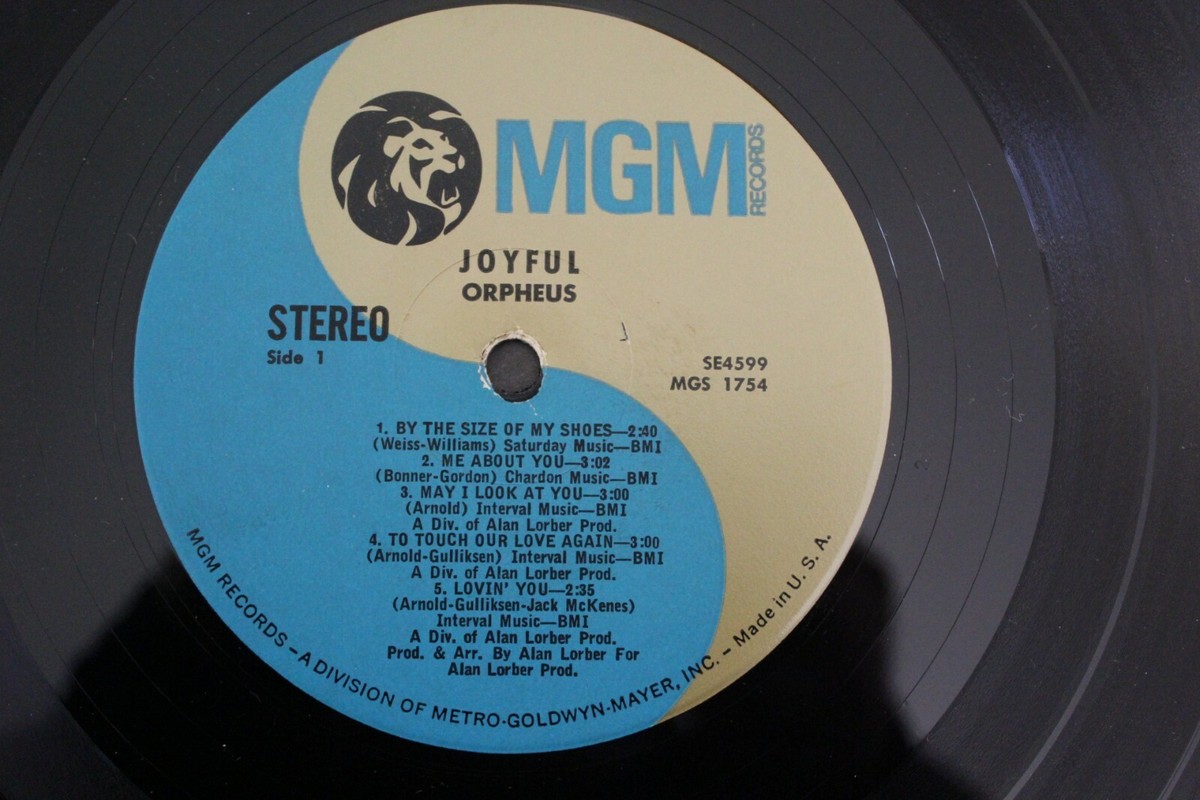 MGM RECORDS
JOYFUL
ORPHEUS
STEREO
Side 1
SE4599
MGS 1754
1. BY THE SIZE OF MY SHOES—2:40
(Weiss-Williams) Saturday Music—BMI
2. ME ABOUT YOU—3:02
(Bonner-Gordon) Chardon Music—BMI
3. MAY I LOOK AT YOU—3:00
(Arnold) Interval Music—BMI
A Div. of Alan Lorber Prod.
4. TO TOUCH OUR LOVE AGAIN—3:00
(Arnold-Gulliksen) Interval Music—BMI
A Div. of Alan Lorber Prod.
5. LOVIN' YOU—2:35
(Arnold-Gulliksen-Jack McKenes)
Interval Music—BMI
A Div. of Alan Lorber Prod.
Prod. & Arr. By Alan Lorber For
Alan Lorber Prod.
MGM RECORDS – A DIVISION OF METRO-GOLDWYN-MAYER, INC. – Made in U. S. A.